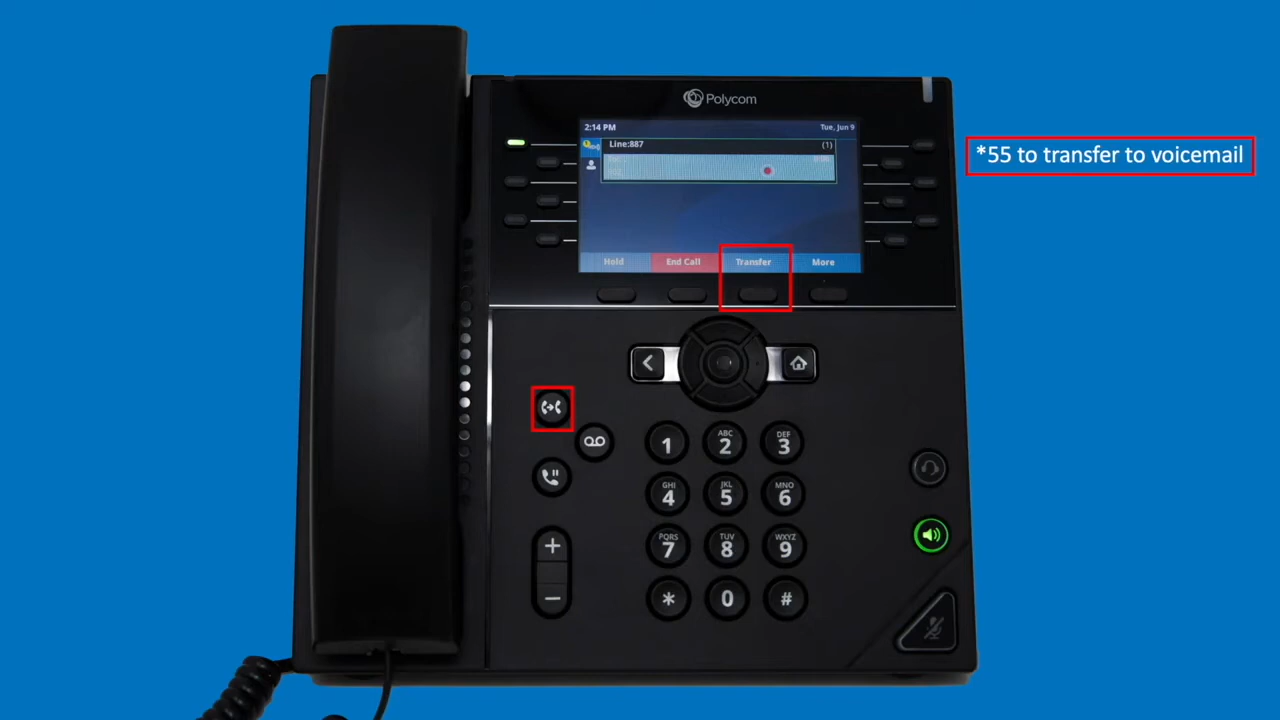 Polycom
2:14 PM
Tue, Jun 9
Line:887
(1)
*55 to transfer to voicemail
Hold
End Call
Transfer
More
1
ABC
2
DEF
3
GHI
4
JKL
5
MNO
6
PQRS
7
TUV
8
WXYZ
9
*
0
#
+
−